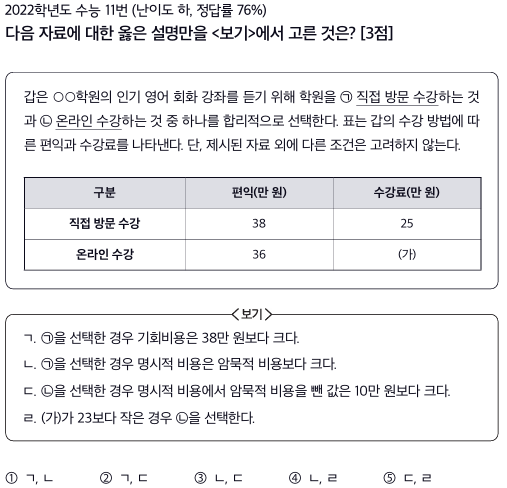 2022학년도 수능 11번 (난이도 하, 정답률 76%)
다음 자료에 대한 옳은 설명만을 <보기>에서 고른 것은? [3점]
갑은 ○○학원의 인기 영어 회화 강좌를 듣기 위해 학원을 ㉠ 직접 방문 수강하는 것
과 ㉡ 온라인 수강하는 것 중 하나를 합리적으로 선택한다. 표는 갑의 수강 방법에 따
른 편익과 수강료를 나타낸다. 단, 제시된 자료 외에 다른 조건은 고려하지 않는다.
구분 편익(만 원) 수강료(만 원)
직접 방문 수강 38 25
온라인 수강 36 (가)
<보기>
ㄱ. ㉠을 선택한 경우 기회비용은 38만 원보다 크다.
ㄴ. ㉠을 선택한 경우 명시적 비용은 암묵적 비용보다 크다.
ㄷ. ㉡을 선택한 경우 명시적 비용에서 암묵적 비용을 뺀 값은 10만 원보다 크다.
ㄹ. (가)가 23보다 작은 경우 ㉡을 선택한다.
① ㄱ, ㄴ ② ㄱ, ㄷ ③ ㄴ, ㄷ ④ ㄴ, ㄹ ⑤ ㄷ, ㄹ